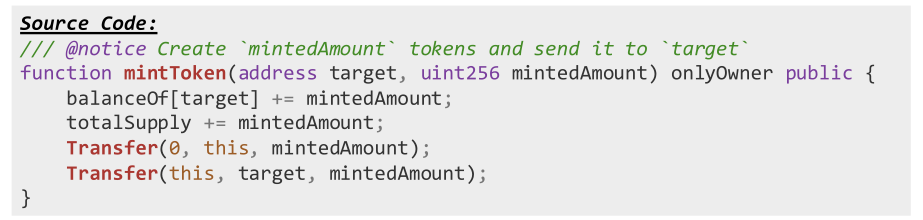 Source Code:
/// @notice Create `mintedAmount` tokens and send it to `target`
function mintToken(address target, uint256 mintedAmount) onlyOwner public {
    balanceOf[target] += mintedAmount;
    totalSupply += mintedAmount;
    Transfer(0, this, mintedAmount);
    Transfer(this, target, mintedAmount);
}